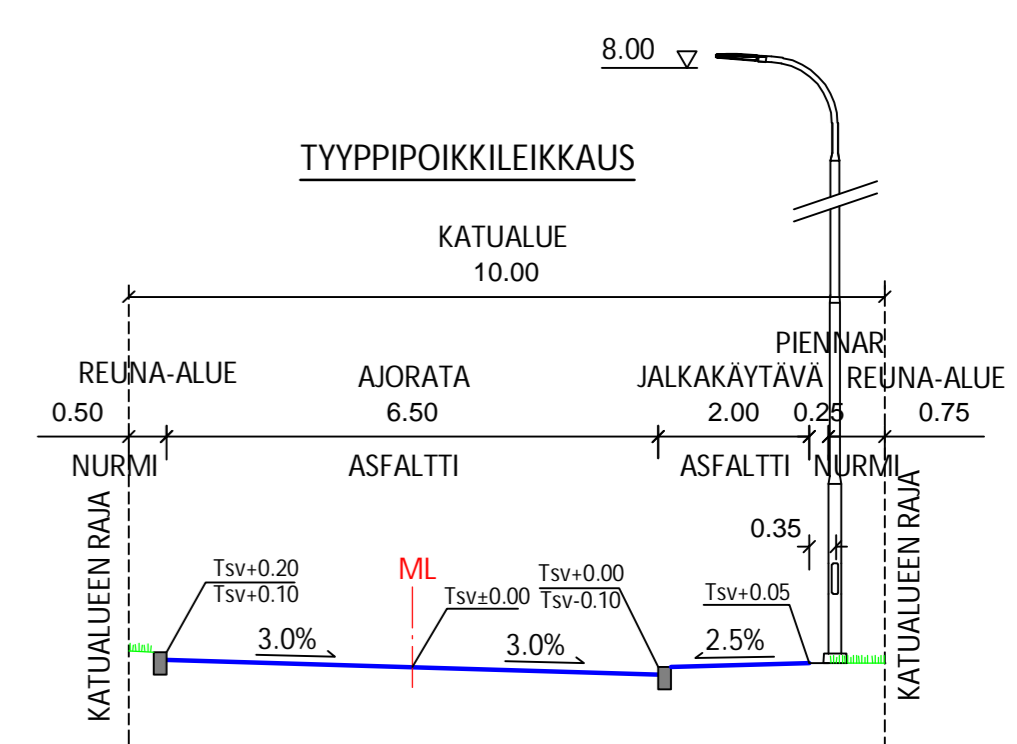 8.00
TYYPPIPOIKKILEIKKAUS
KATUALUE
10.00
PIENNAR
REUNA-ALUE AJORATA JALKAKÄYTÄVÄ REUNA-ALUE
0.50 6.50 2.00 0.25 0.75
NURMI ASFALTTI ASFALTTI NURMI
KATUALUEEN RAJA
KATUALUEEN RAJA
0.35
Tsv+0.20
Tsv+0.10
ML
Tsv±0.00
Tsv+0.00
Tsv-0.10
Tsv+0.05
3.0% 3.0% 2.5%